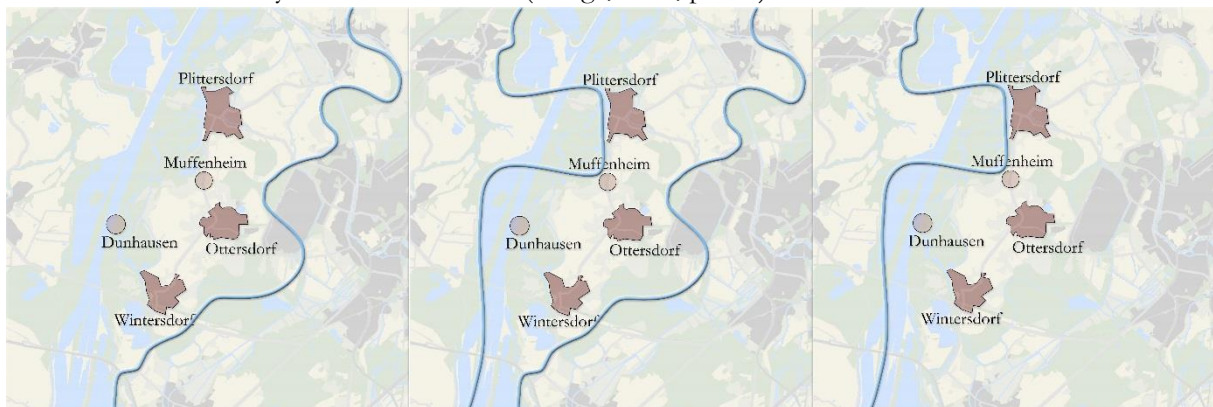 Plittersdorf
Muffenheim
Dunhausen
Ottersdorf
Wintersdorf
Plittersdorf
Muffenheim
Dunhausen
Ottersdorf
Wintersdorf
Plittersdorf
Muffenheim
Dunhausen
Ottersdorf
Wintersdorf